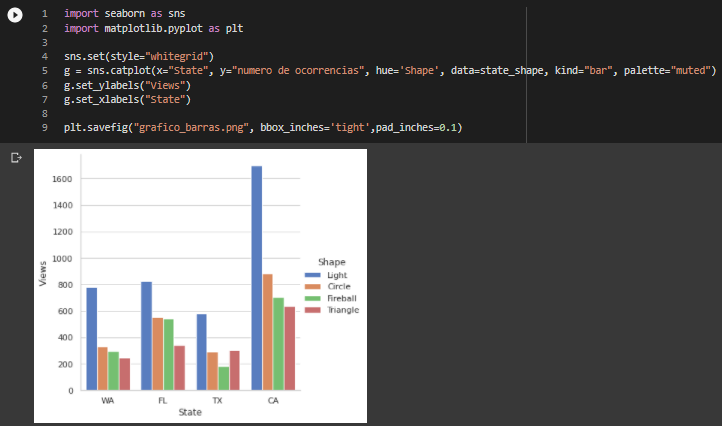 1 import seaborn as sns
2 import matplotlib.pyplot as plt
3
4 sns.set(style="whitegrid")
5 g = sns.catplot(x="State", y="numero de ocorrencias", hue='Shape', data=state_shape, kind="bar", palette="muted")
6 g.set_ylabels("Views")
7 g.set_xlabels("State")
8
9 plt.savefig("grafico_barras.png", bbox_inches='tight',pad_inches=0.1)
1600
1400
1200
1000
800
600
400
200
0
Views
WA FL TX CA
State
Shape
Light
Circle
Fireball
Triangle